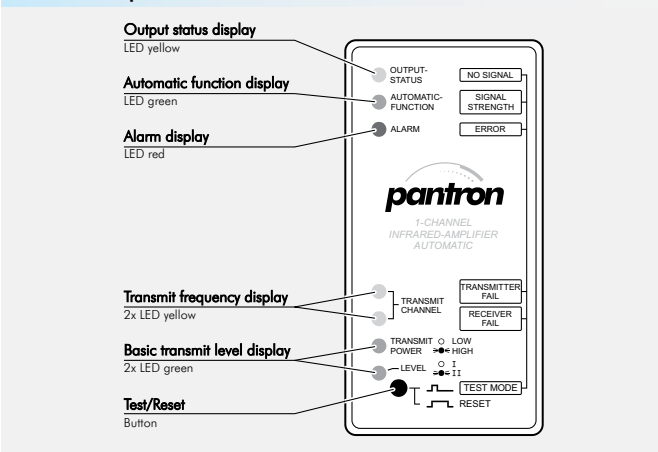 Output status display
LED yellow
Automatic function display
LED green
Alarm display
LED red
Transmit frequency display
2x LED yellow
Basic transmit level display
2x LED green
Test/Reset
Button
OUTPUT-
STATUS
NO SIGNAL
AUTOMATIC-
FUNCTION
SIGNAL
STRENGTH
ALARM
ERROR
pantron
1-CHANNEL
INFRARED-AMPLIFIER
AUTOMATIC
TRANSMIT
CHANNEL
TRANSMITTER
FAIL
RECEIVER
FAIL
TRANSMIT
POWER
LOW
HIGH
LEVEL
I
II
TEST MODE
RESET